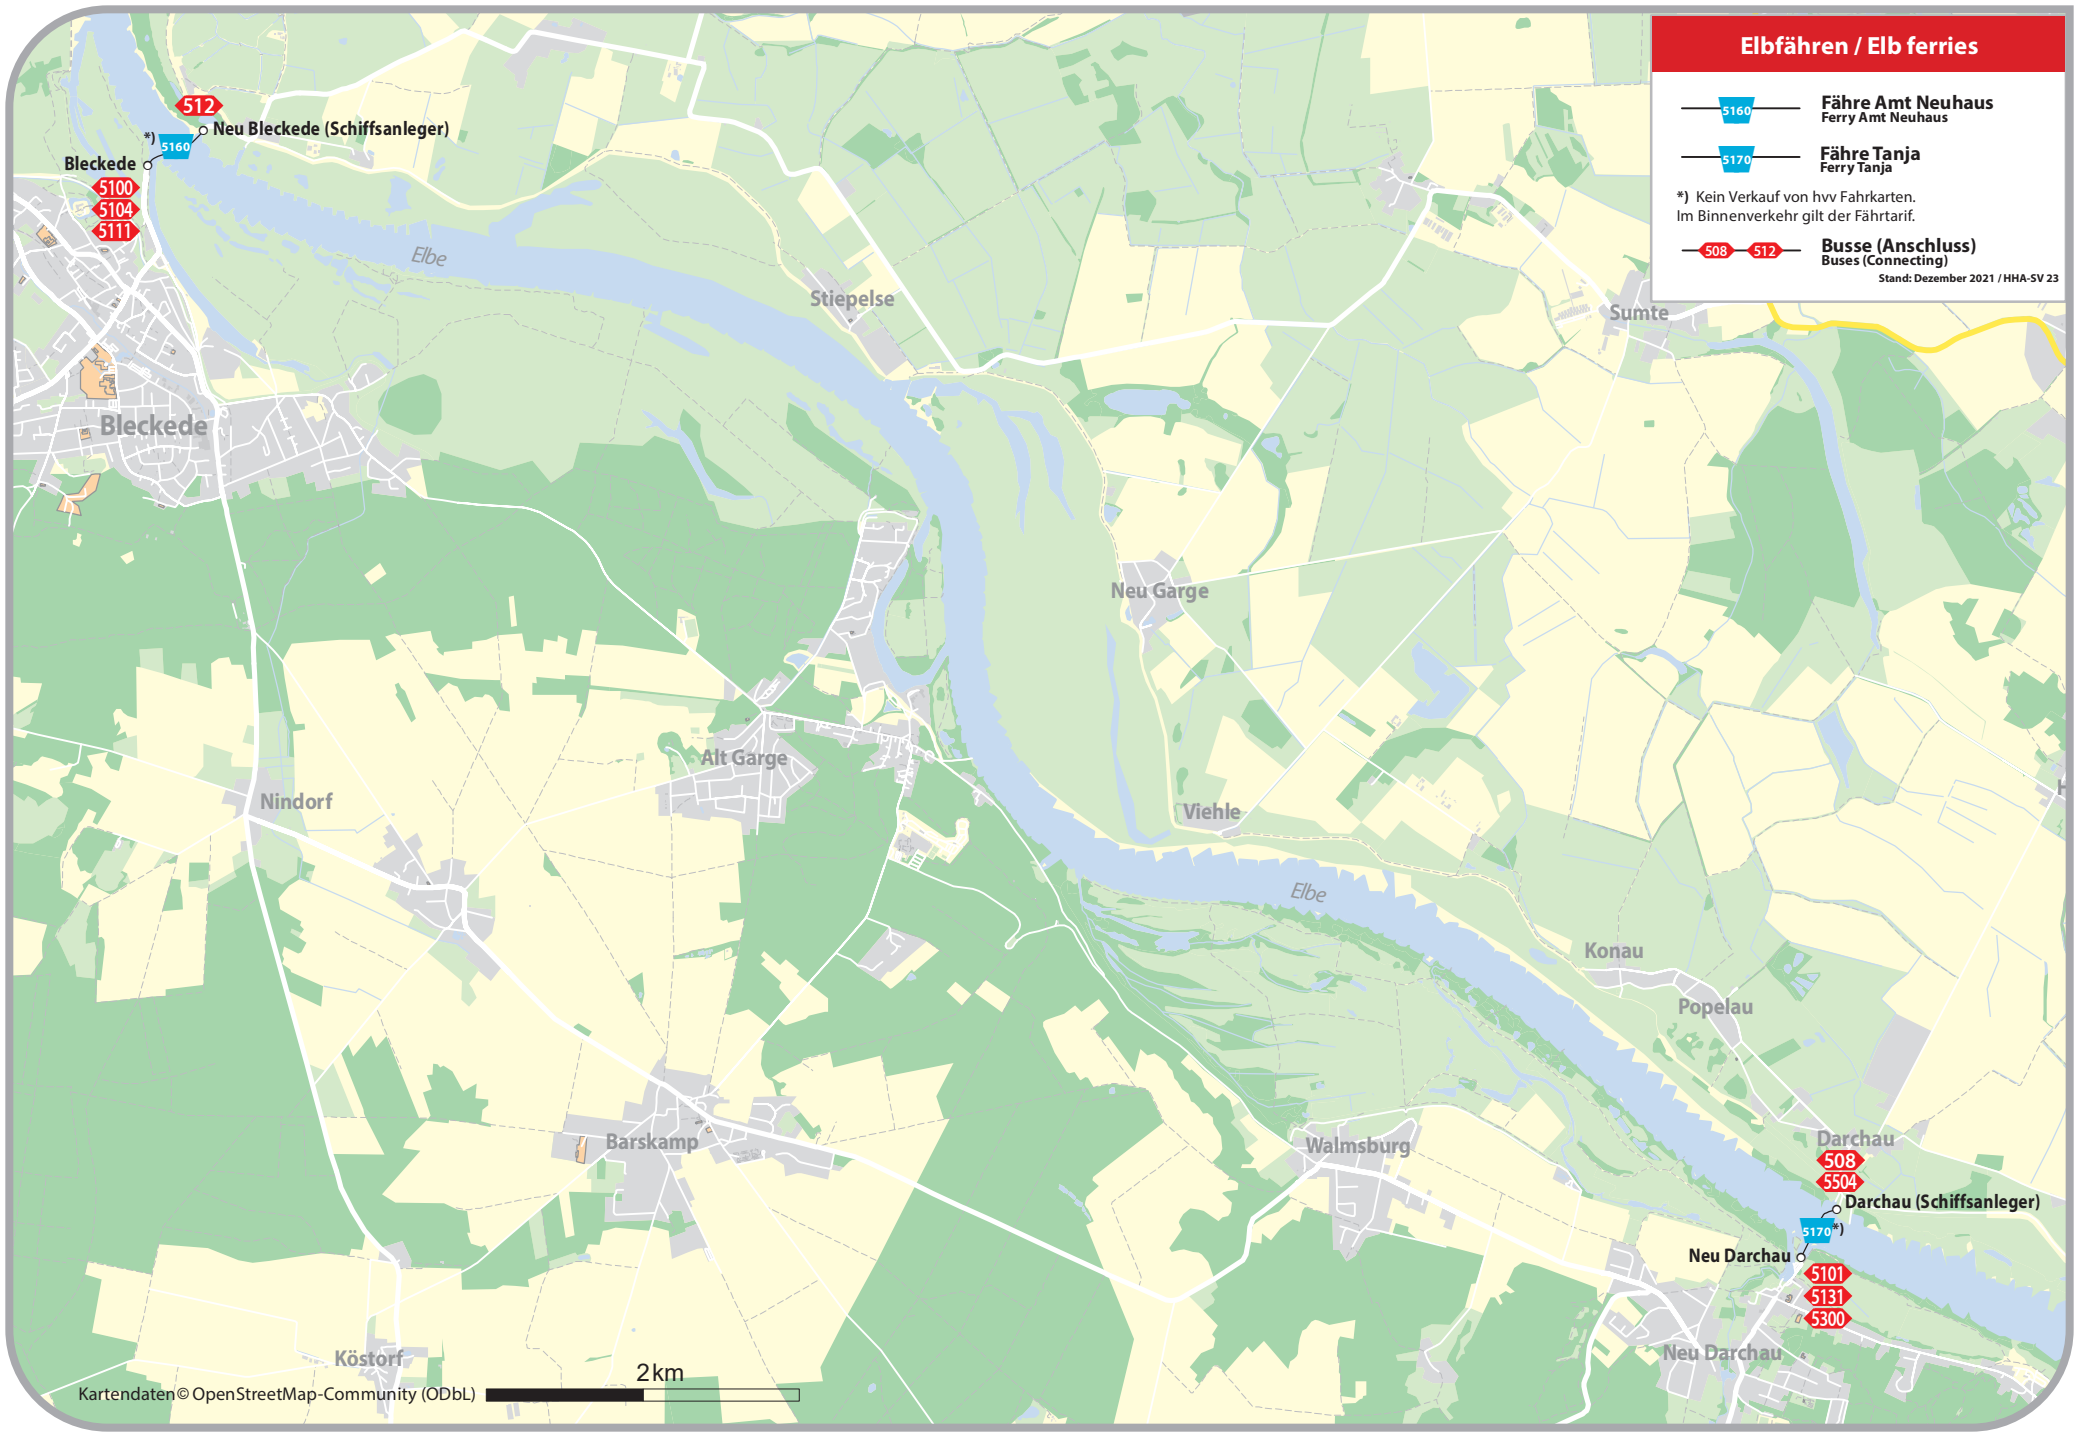 Elbfähren / Elb ferries
5160
Fähre Amt Neuhaus
Ferry Amt Neuhaus
5170
Fähre Tanja
Ferry Tanja
*) Kein Verkauf von hvv Fahrkarten.
Im Binnenverkehr gilt der Fährtarif.
508 512
Busse (Anschluss)
Buses (Connecting)
Stand: Dezember 2021 / HHA-SV 23
512
Neu Bleckede (Schiffsanleger)
*)
5160
Bleckede
5100
5104
5111
Elbe
Stiepelse
Sumte
Bleckede
Neu Garge
Alt Garge
Nindorf
Viehle
H
Elbe
Konau
Popelau
Barskamp
Walmsburg
Darchau
508
5504
Darchau (Schiffsanleger)
5170 *)
Neu Darchau
5101
5131
5300
Neu Darchau
Köstorf
2 km
Kartendaten © OpenStreetMap-Community (ODbL)